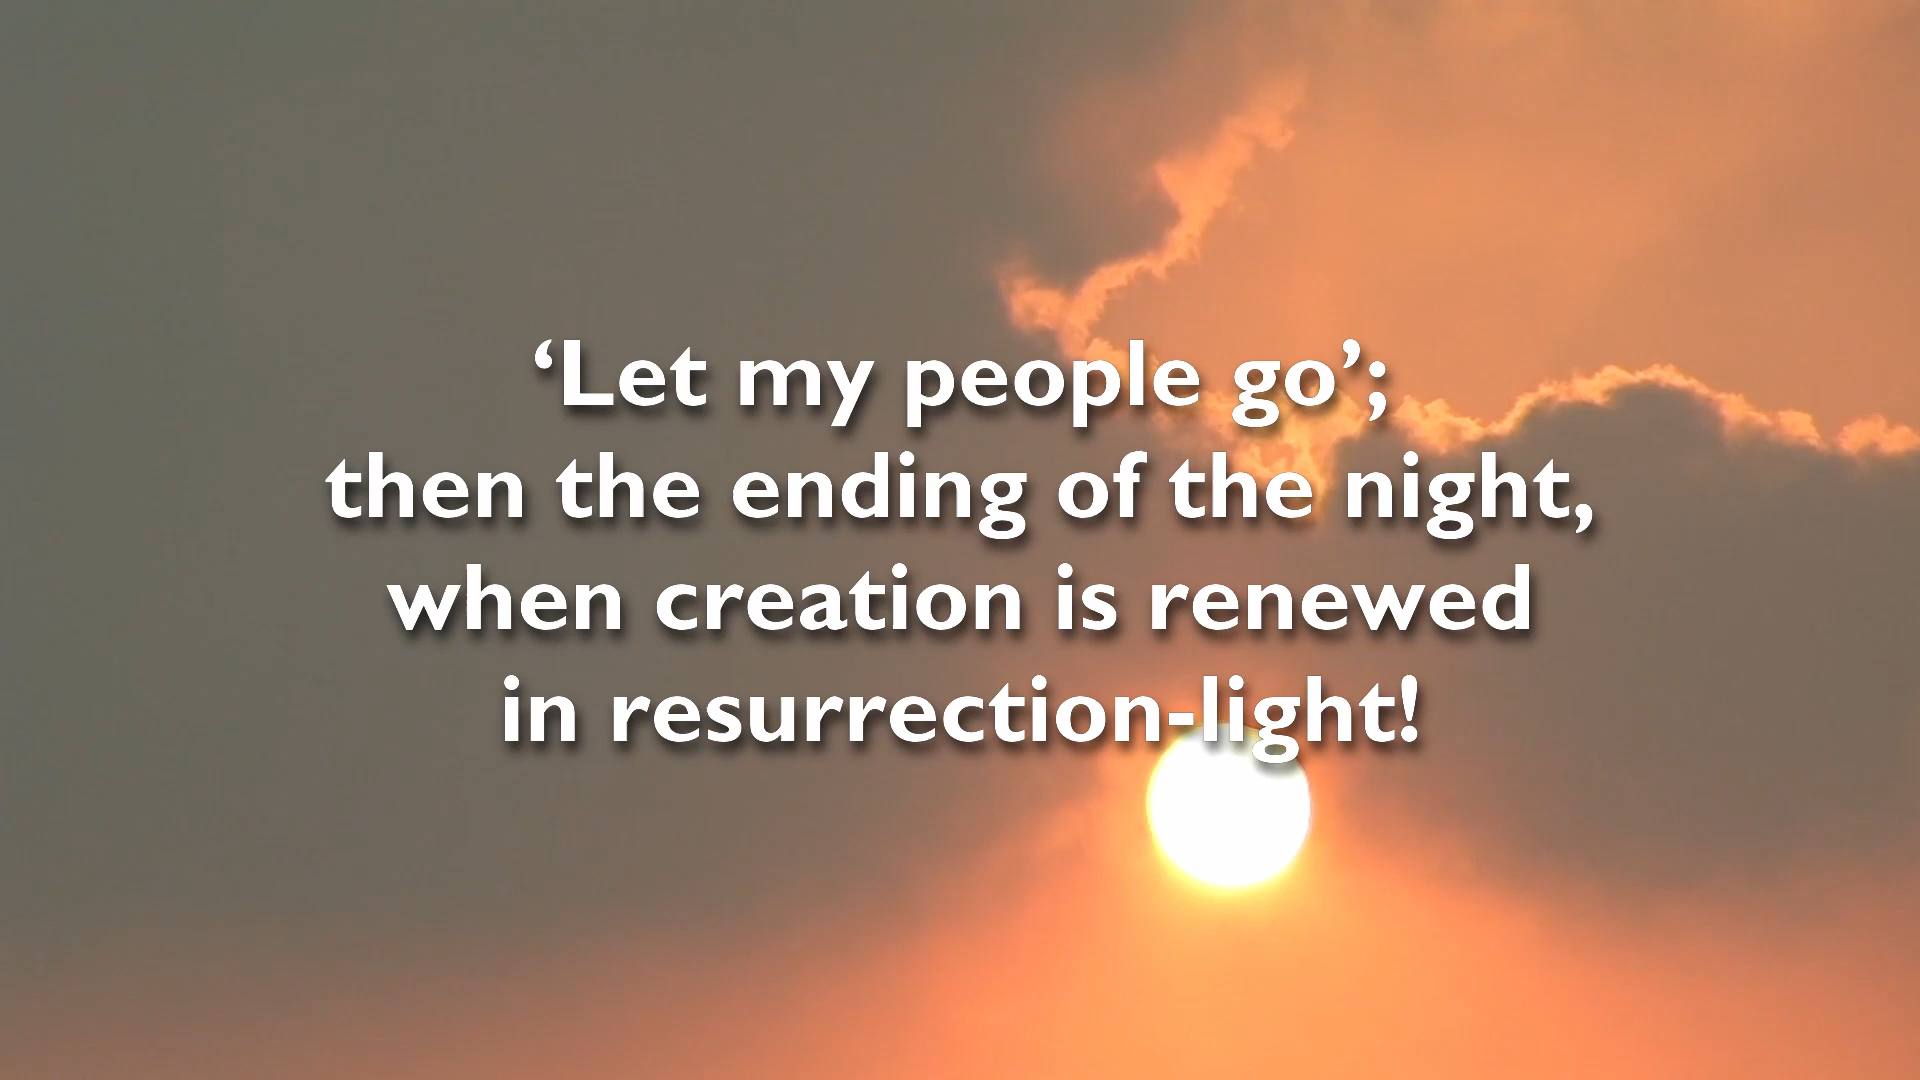 ‘Let my people go’;
then the ending of the night,
when creation is renewed
in resurrection-light!